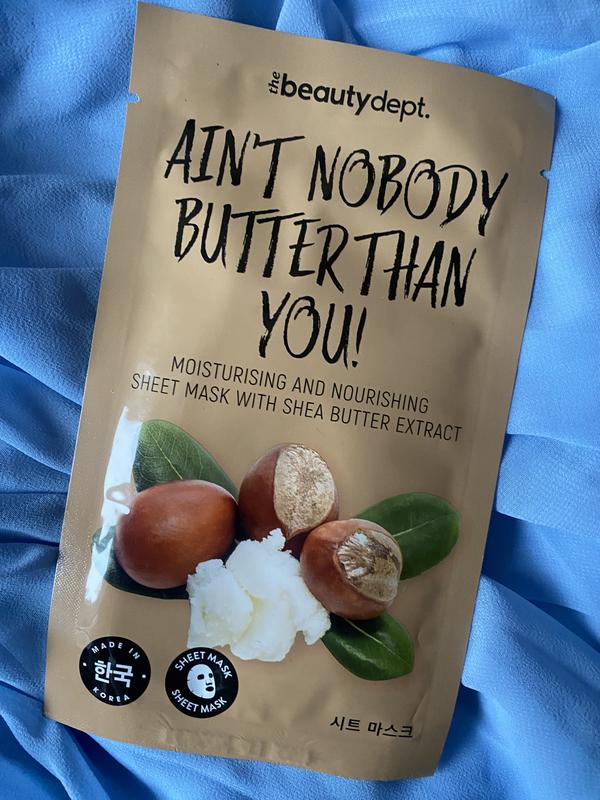 the beautydept.
AIN'T NOBODY
BUTTER THAN
YOU!
MOISTURISING AND NOURISHING
SHEET MASK WITH SHEA BUTTER EXTRACT
MADE IN
한국
KOREA
SHEET MASK
SHEET MASK
시트 마스크